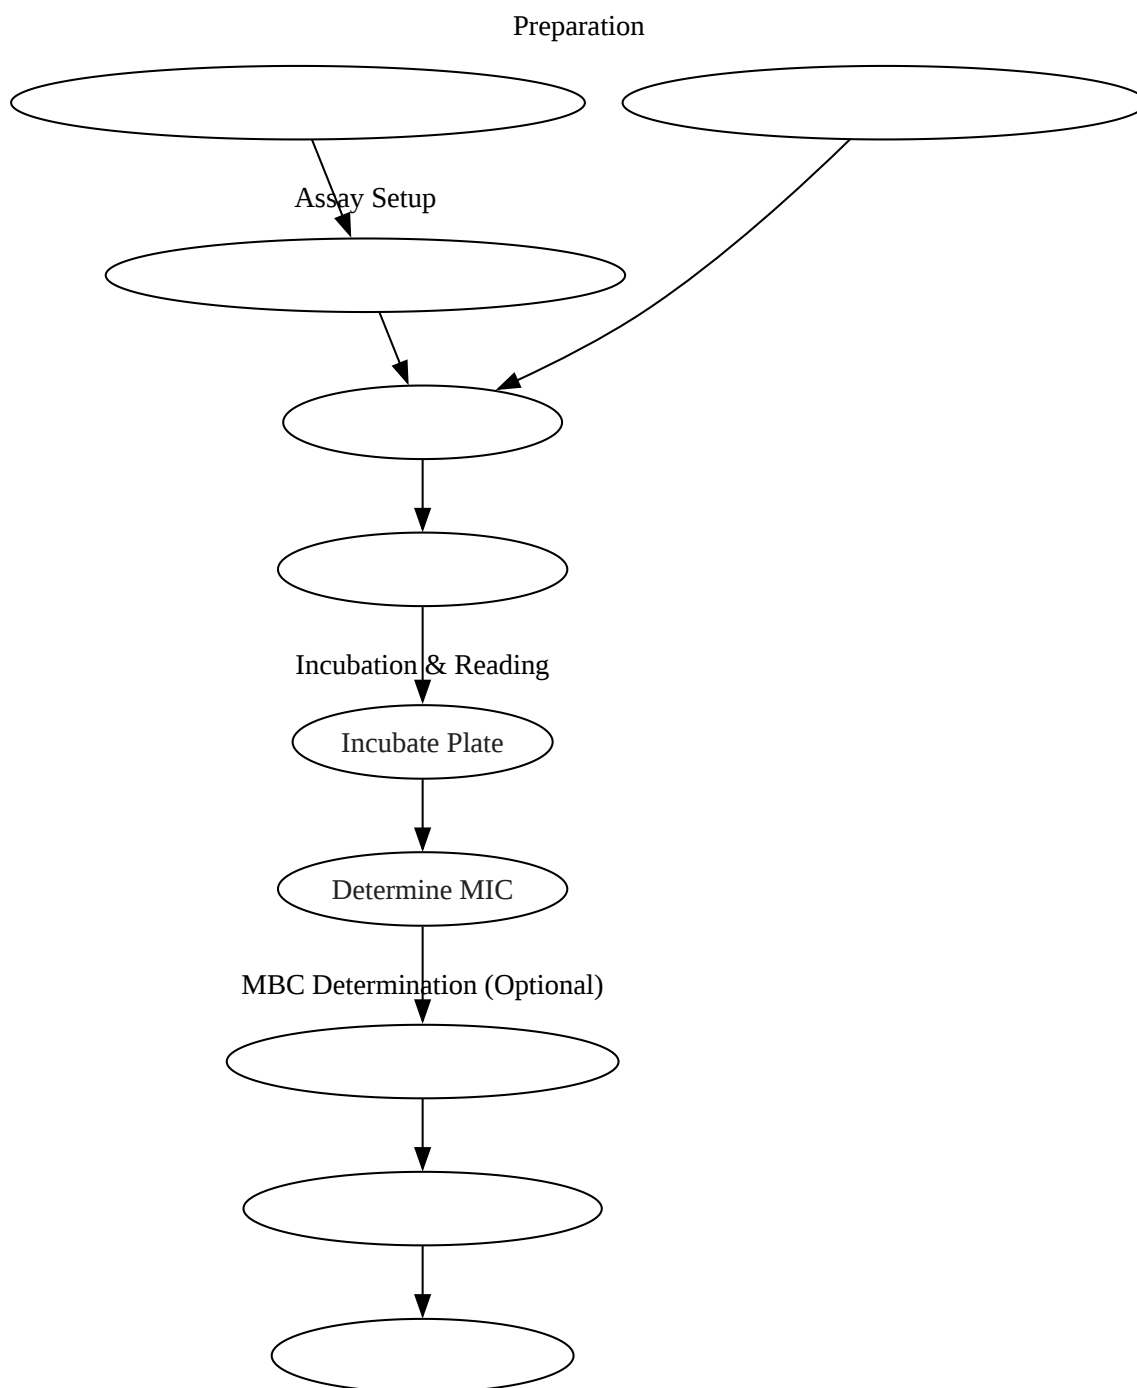 Preparation
Assay Setup
Incubation & Reading
Incubate Plate
Determine MIC
MBC Determination (Optional)